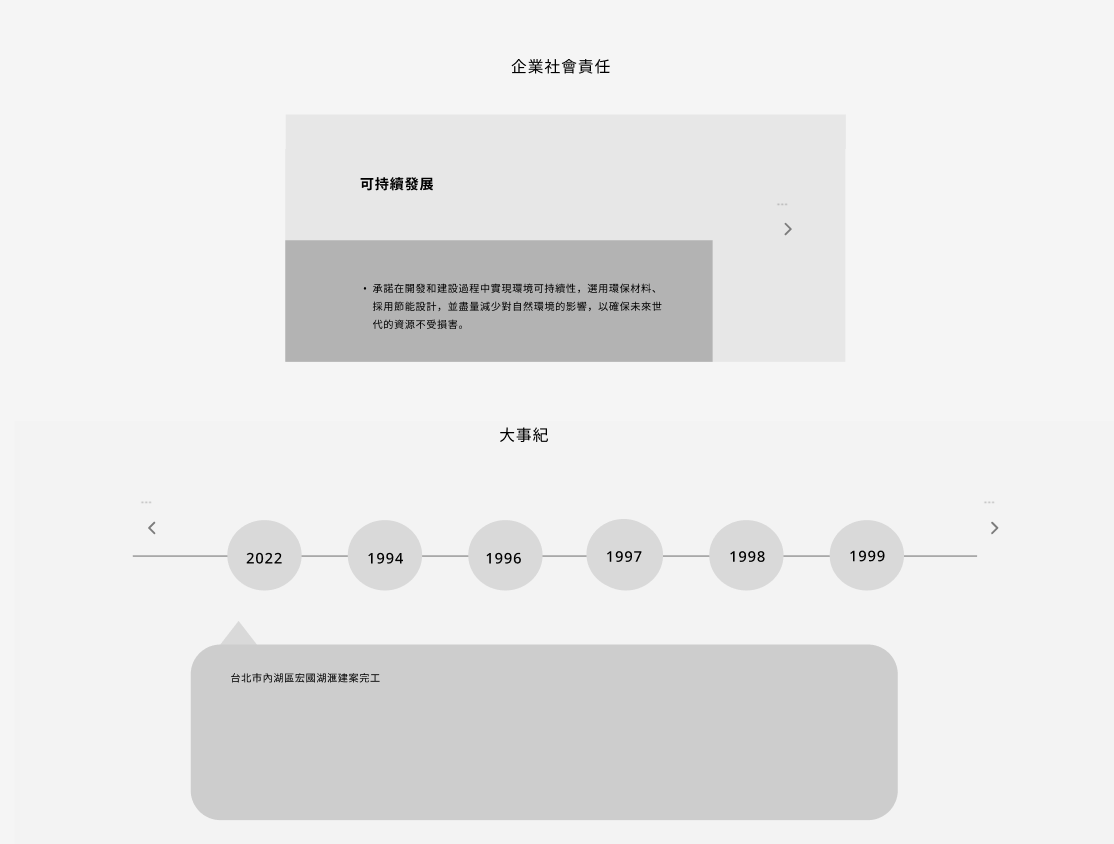 企業社會責任
可持續發展
• 承諾在開發和建設過程中實現環境可持續性，選用環保材料、
採用節能設計，並盡量減少對自然環境的影響，以確保未來世
代的資源不受損害。
大事紀
2022 1994 1996 1997 1998 1999
台北市內湖區宏國湖滙建案完工